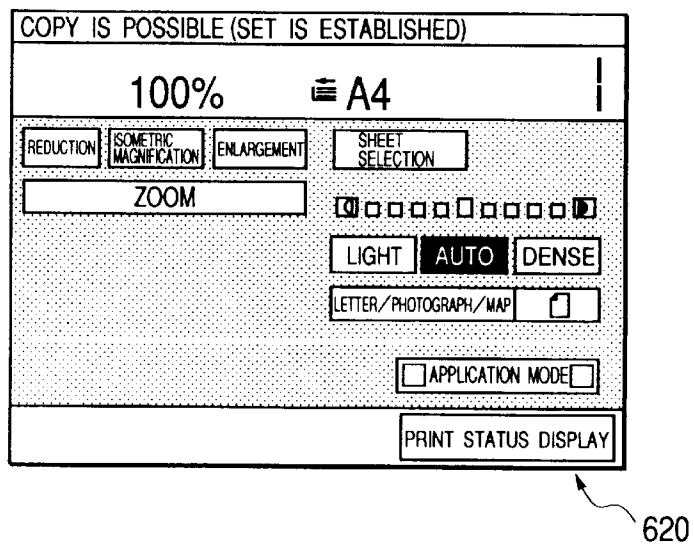 COPY IS POSSIBLE (SET IS ESTABLISHED)
100% A4 1
REDUCTION ISOMETRIC MAGNIFICATION ENLARGEMENT SHEET SELECTION
ZOOM
LIGHT AUTO DENSE
LETTER/PHOTOGRAPH/MAP
APPLICATION MODE
PRINT STATUS DISPLAY
620